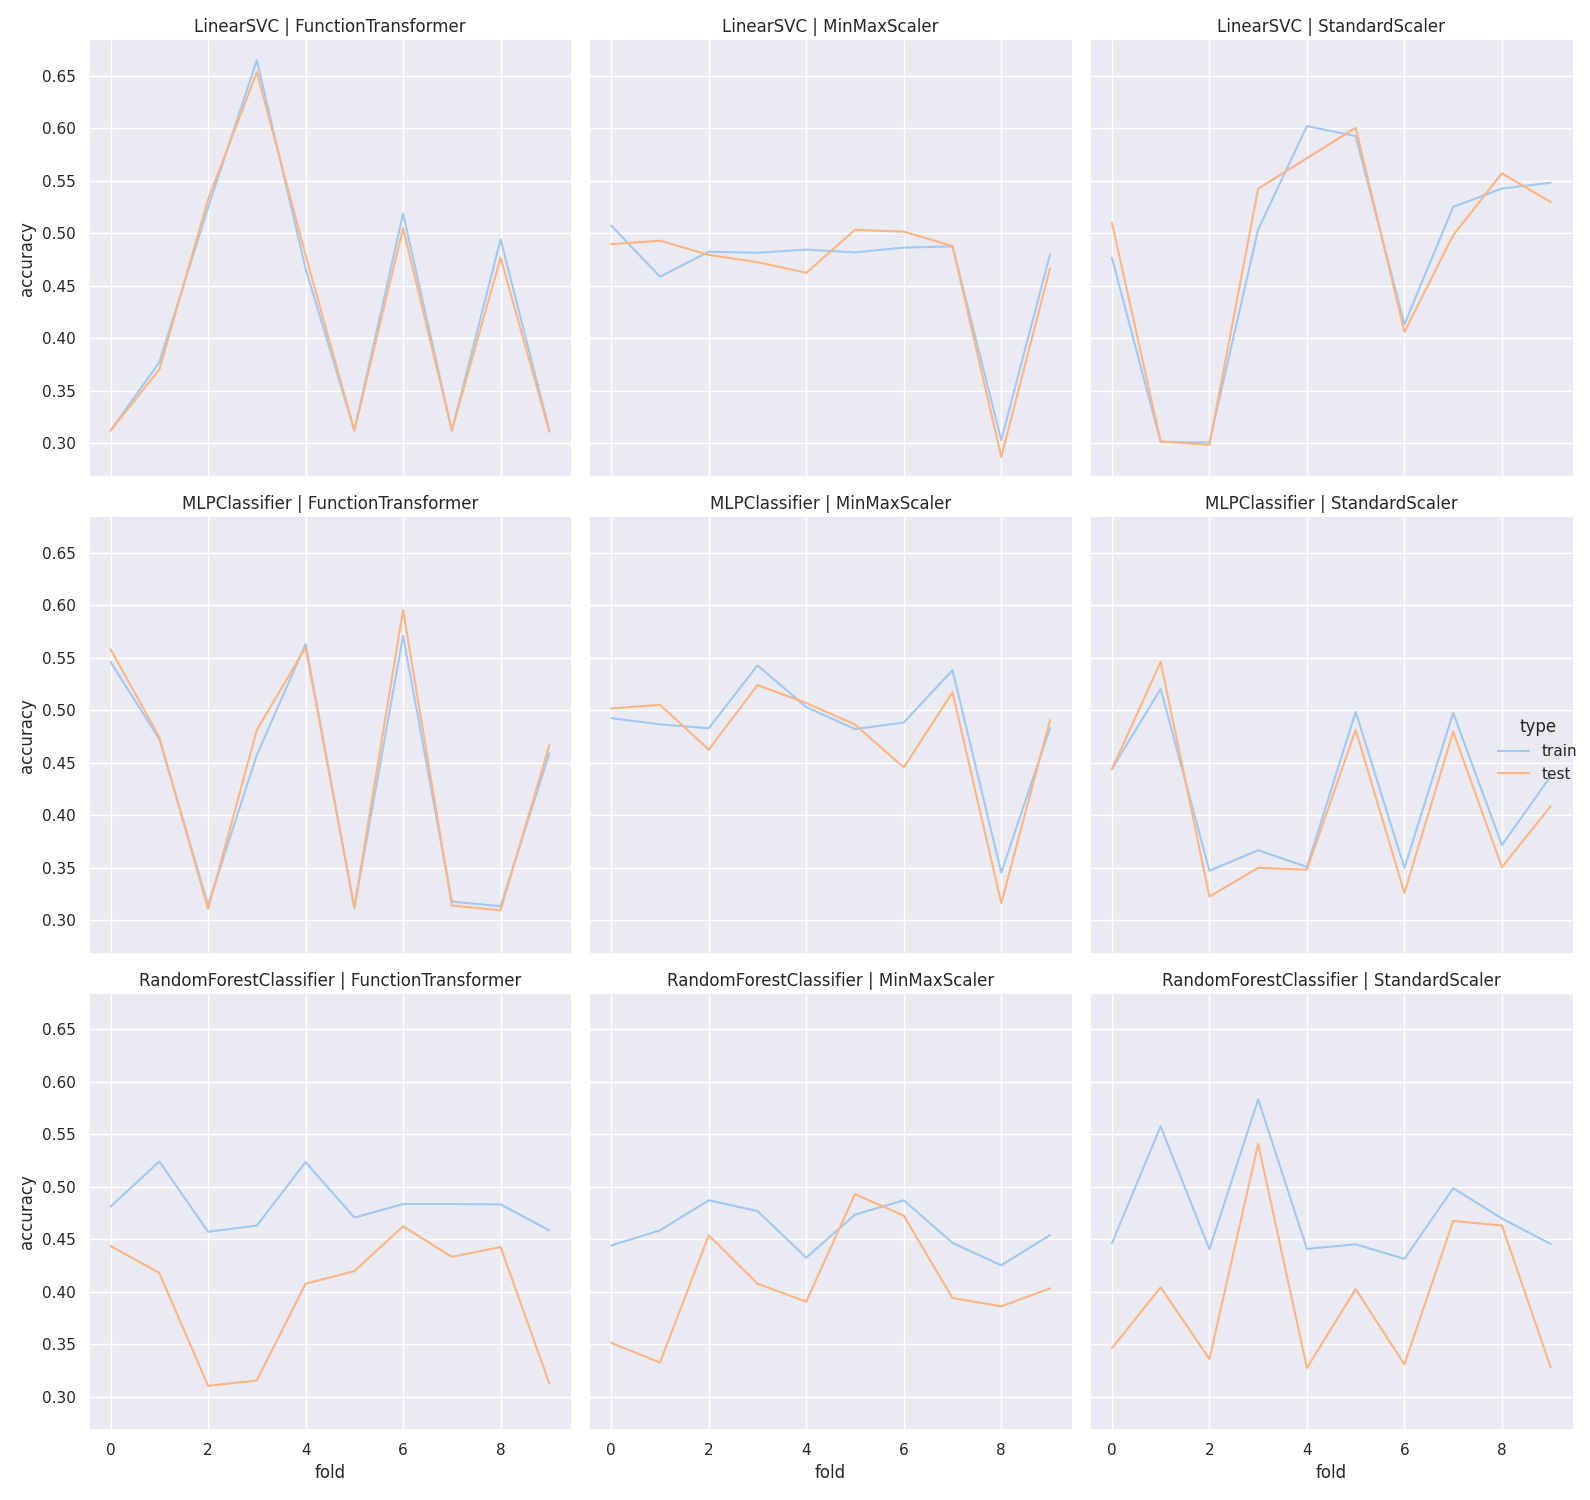 LinearSVC | FunctionTransformer
LinearSVC | MinMaxScaler
LinearSVC | StandardScaler
0.65
0.60
0.55
0.50
0.45
0.40
0.35
0.30
accuracy
MLPClassifier | FunctionTransformer
MLPClassifier | MinMaxScaler
MLPClassifier | StandardScaler
0.65
0.60
0.55
0.50
0.45
0.40
0.35
0.30
accuracy
type
train
test
RandomForestClassifier | FunctionTransformer
RandomForestClassifier | MinMaxScaler
RandomForestClassifier | StandardScaler
0.65
0.60
0.55
0.50
0.45
0.40
0.35
0.30
accuracy
0 2 4 6 8
0 2 4 6 8
0 2 4 6 8
fold
fold
fold